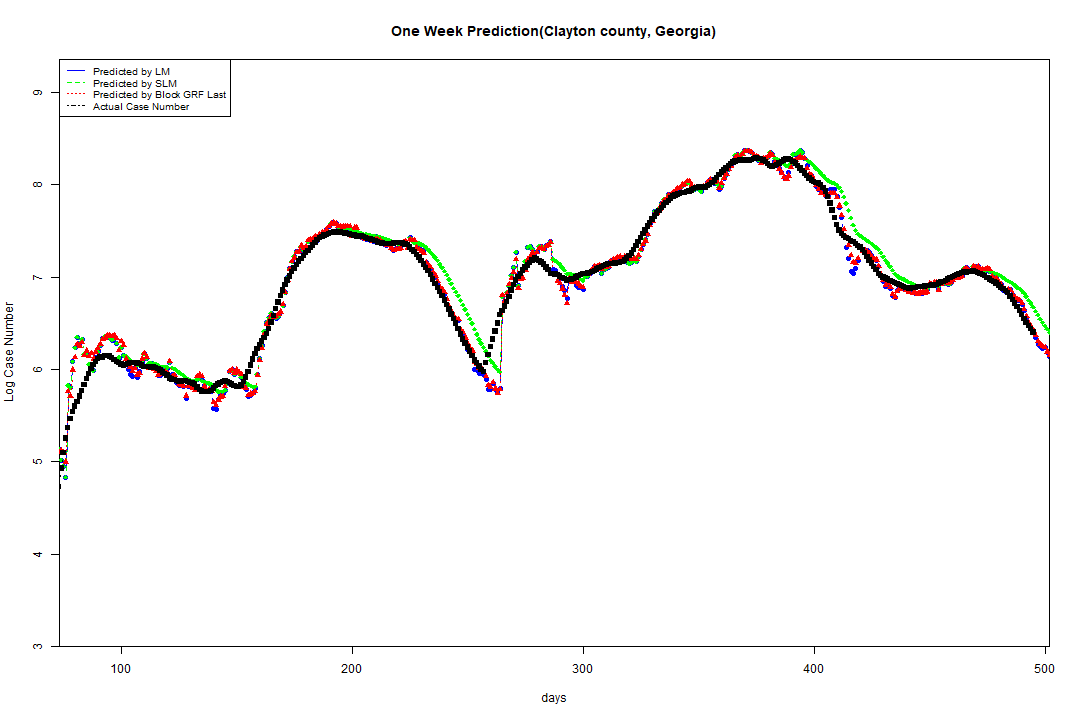 One Week Prediction(Clayton county, Georgia)
Predicted by LM
Predicted by SLM
Predicted by Block GRF Last
Actual Case Number
9
8
7
6
5
4
3
Log Case Number
100 200 300 400 500
days